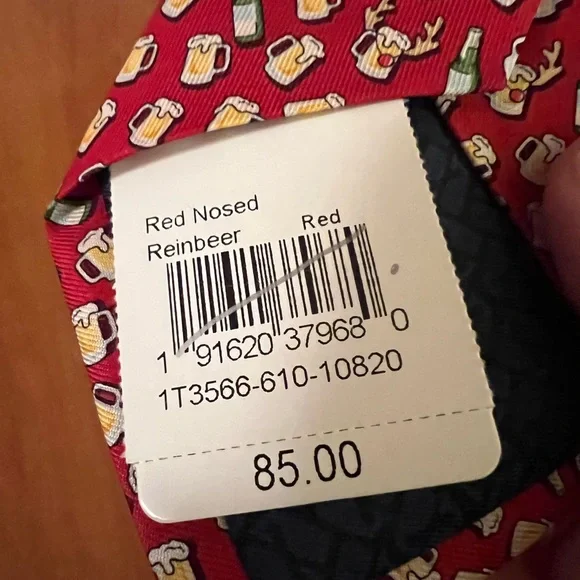 Red Nosed
Reinbeer Red
1 91620 37968 0
1T3566-610-10820
85.00